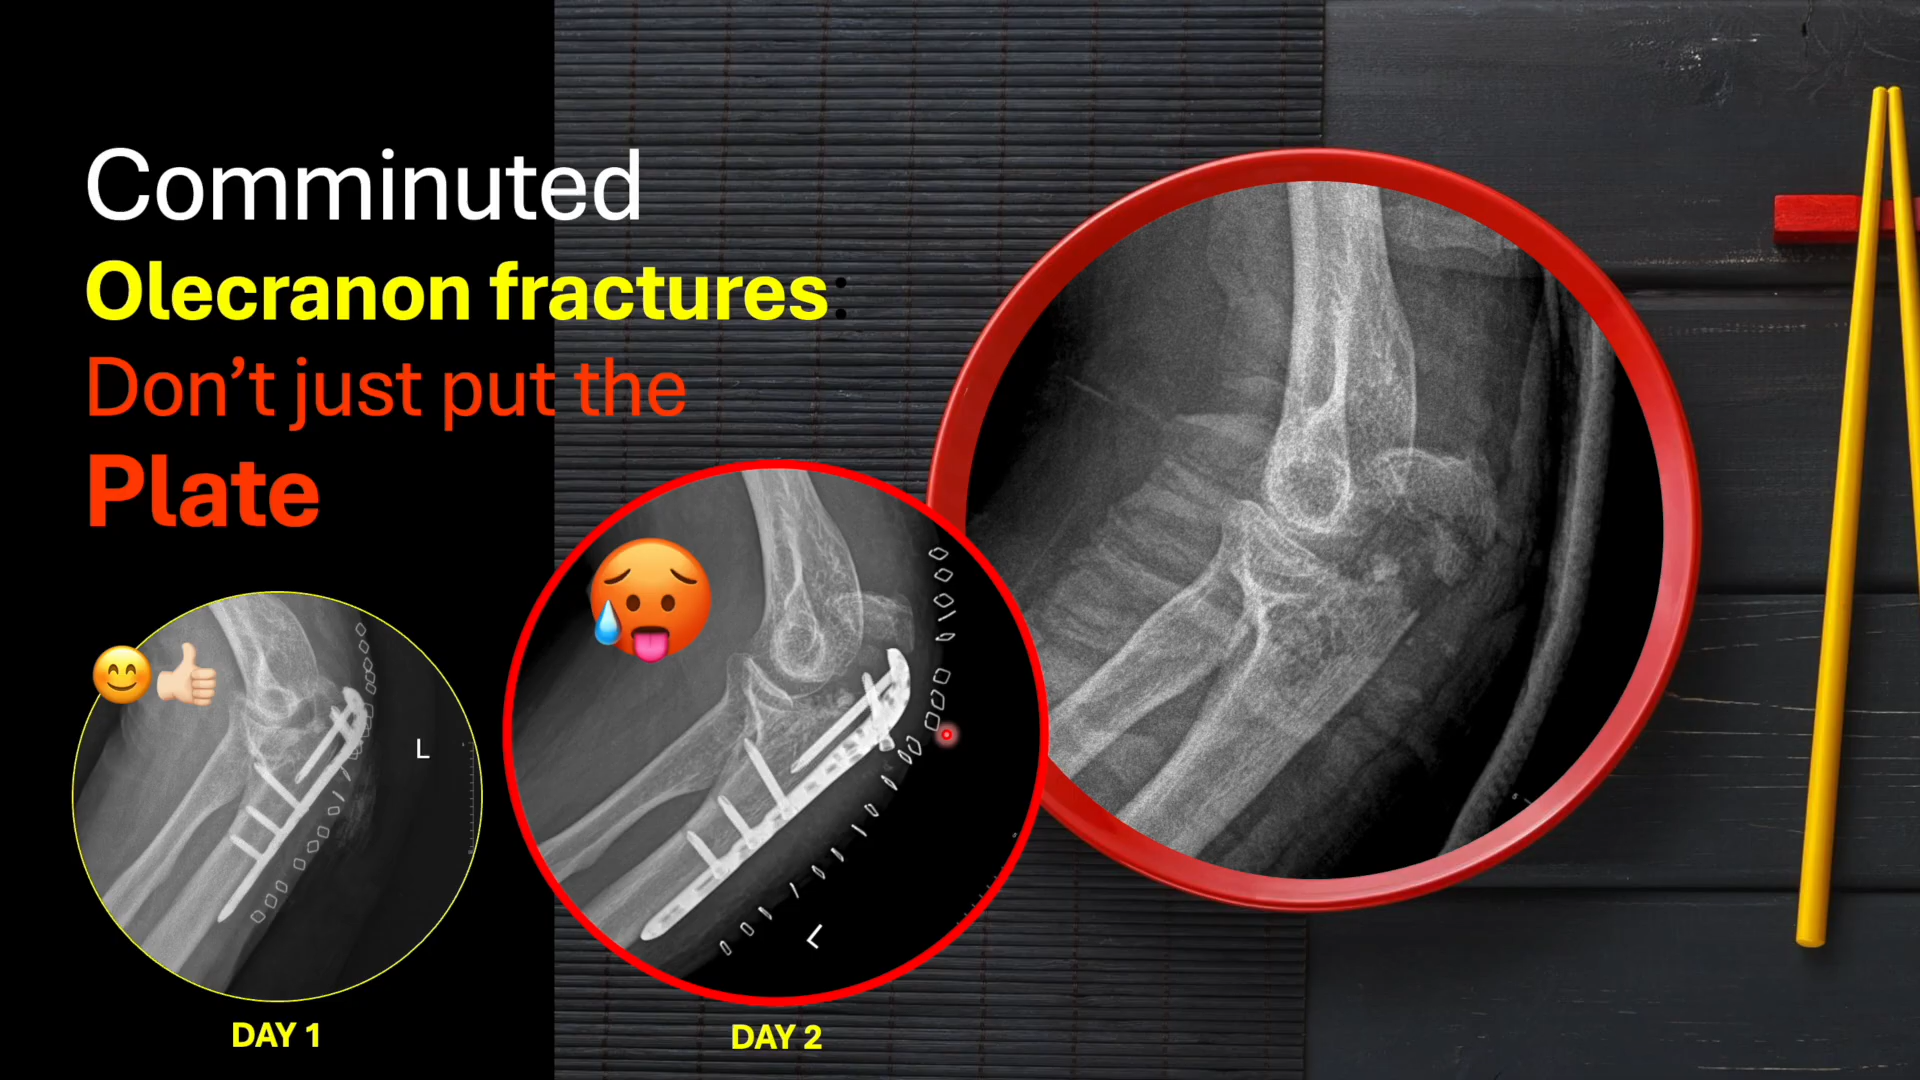 Comminuted
Olecranon fractures:
Don't just put the
Plate
L
L
DAY 1
DAY 2